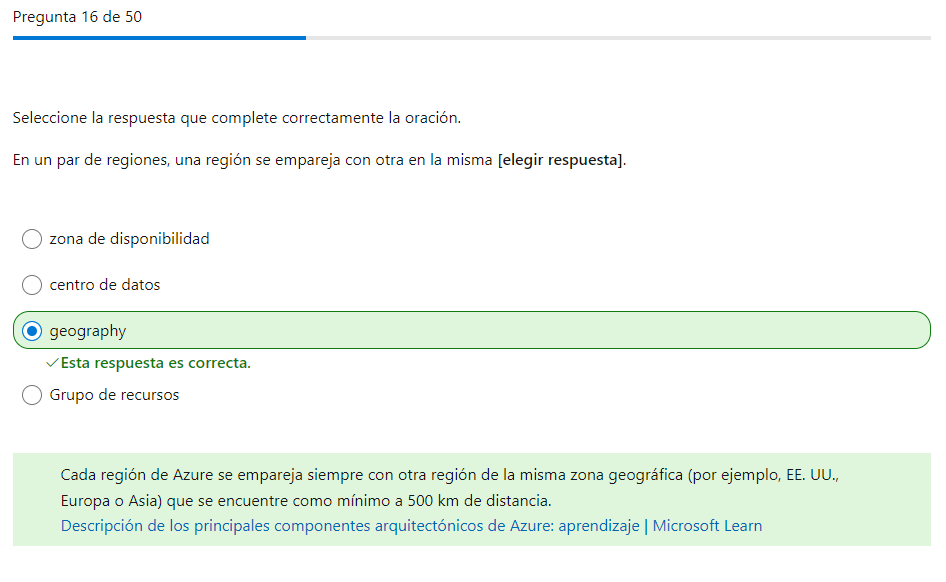 Pregunta 16 de 50
Seleccione la respuesta que complete correctamente la oración.
En un par de regiones, una región se empareja con otra en la misma [elegir respuesta].
zona de disponibilidad
centro de datos
geography
Esta respuesta es correcta.
Grupo de recursos
Cada región de Azure se empareja siempre con otra región de la misma zona geográfica (por ejemplo, EE. UU.,
Europa o Asia) que se encuentre como mínimo a 500 km de distancia.
Descripción de los principales componentes arquitectónicos de Azure: aprendizaje | Microsoft Learn